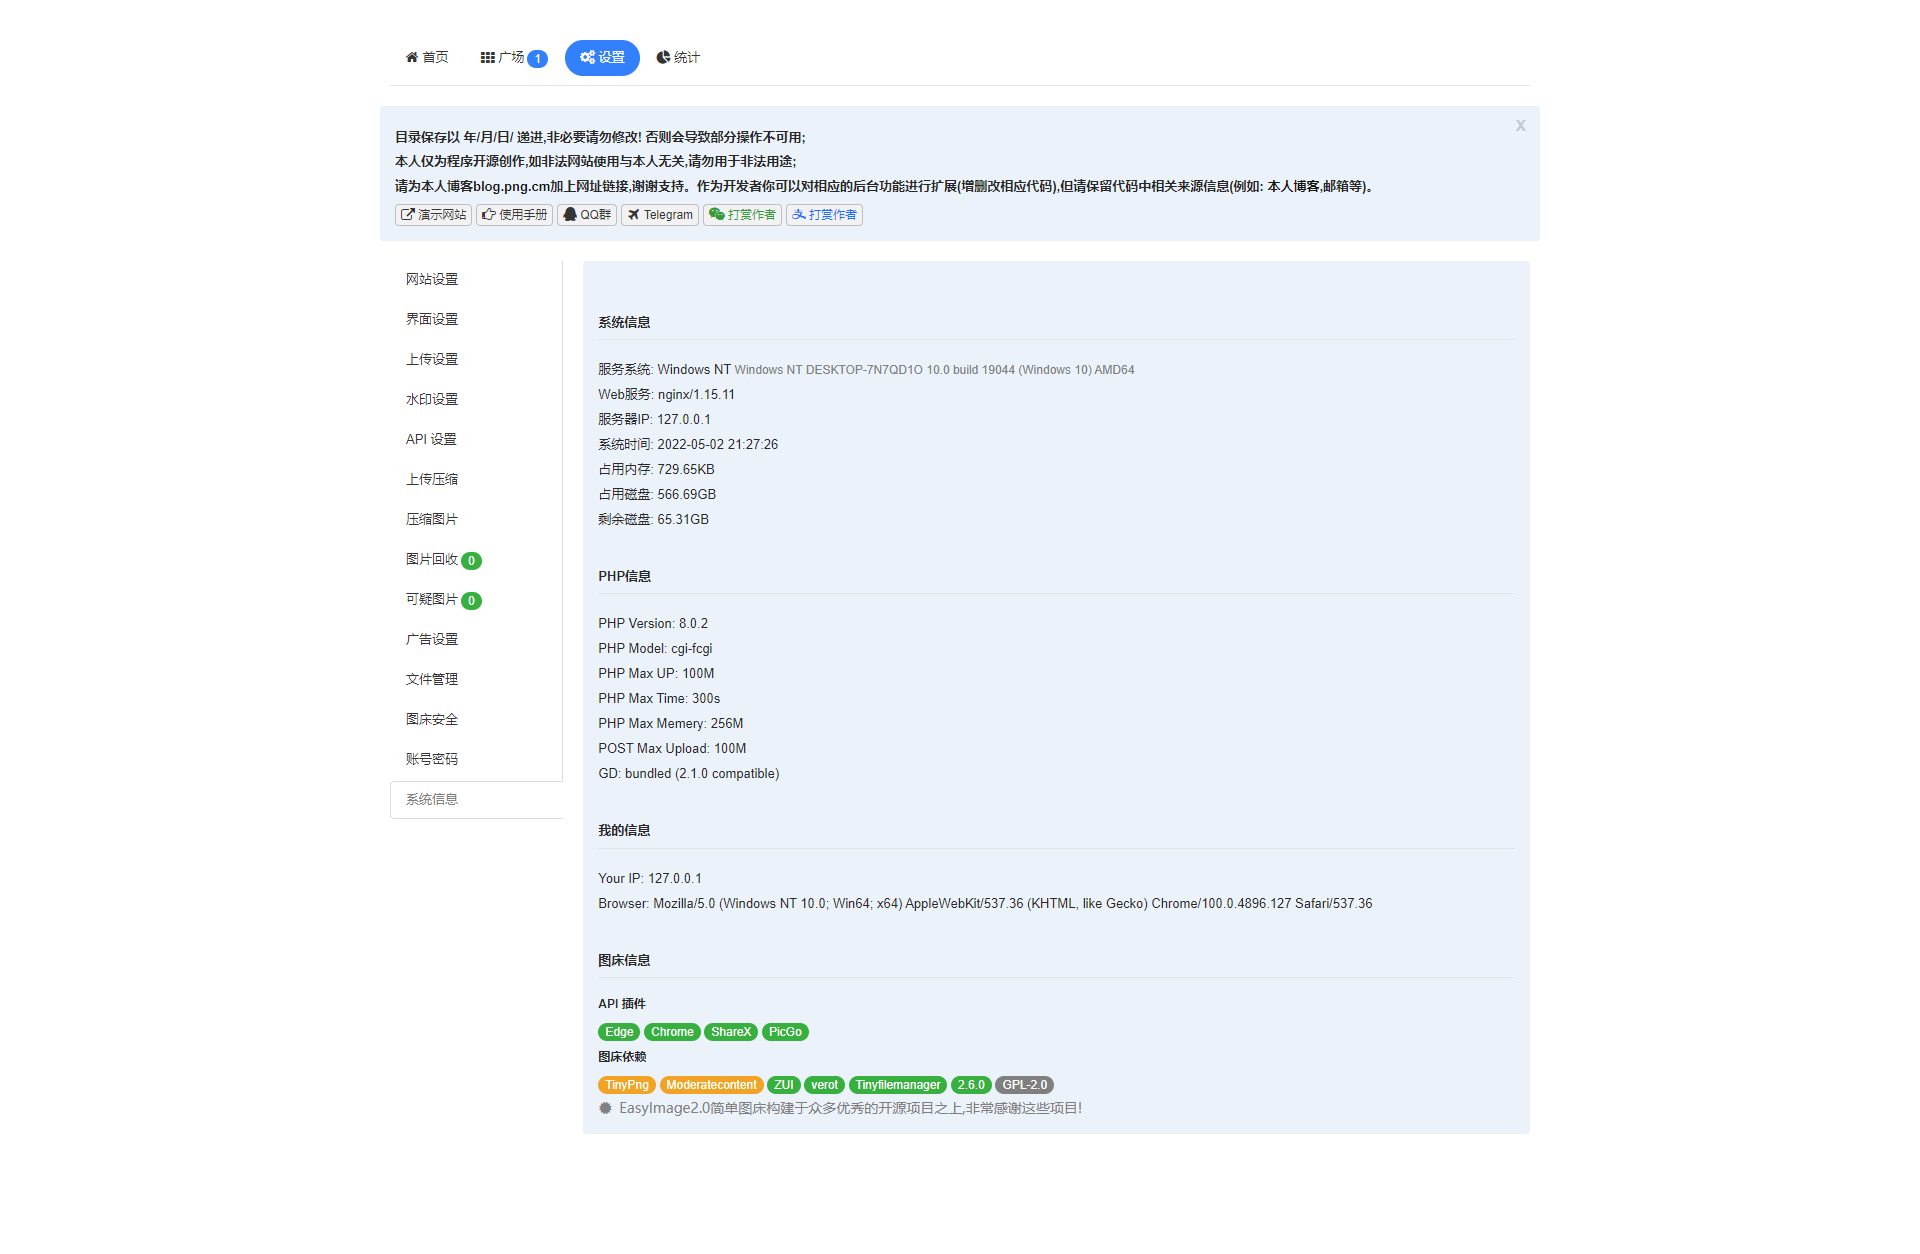 首页 广场 1 设置 统计
X
目录保存以 年/月/日/ 递进,非必要请勿修改! 否则会导致部分操作不可用;
本人仅为程序开源创作,如非法网站使用与本人无关,请勿用于非法用途;
请为本人博客blog.png.cm加上网址链接,谢谢支持。作为开发者你可以对相应的后台功能进行扩展(增删改相应代码),但请保留代码中相关来源信息(例如: 本人博客,邮箱等)。
演示网站 使用手册 QQ群 Telegram 打赏作者 打赏作者
网站设置
界面设置
上传设置
水印设置
API 设置
上传压缩
压缩图片
图片回收 0
可疑图片 0
广告设置
文件管理
图床安全
账号密码
系统信息
系统信息
服务系统: Windows NT Windows NT DESKTOP-7N7QD1O 10.0 build 19044 (Windows 10) AMD64
Web服务: nginx/1.15.11
服务器IP: 127.0.0.1
系统时间: 2022-05-02 21:27:26
占用内存: 729.65KB
占用磁盘: 566.69GB
剩余磁盘: 65.31GB
PHP信息
PHP Version: 8.0.2
PHP Model: cgi-fcgi
PHP Max UP: 100M
PHP Max Time: 300s
PHP Max Memery: 256M
POST Max Upload: 100M
GD: bundled (2.1.0 compatible)
我的信息
Your IP: 127.0.0.1
Browser: Mozilla/5.0 (Windows NT 10.0; Win64; x64) AppleWebKit/537.36 (KHTML, like Gecko) Chrome/100.0.4896.127 Safari/537.36
图床信息
API 插件
Edge Chrome ShareX PicGo
图床依赖
TinyPng Moderatecontent ZUI verot Tinyfilemanager 2.6.0 GPL-2.0
EasyImage2.0简单图床构建于众多优秀的开源项目之上,非常感谢这些项目!